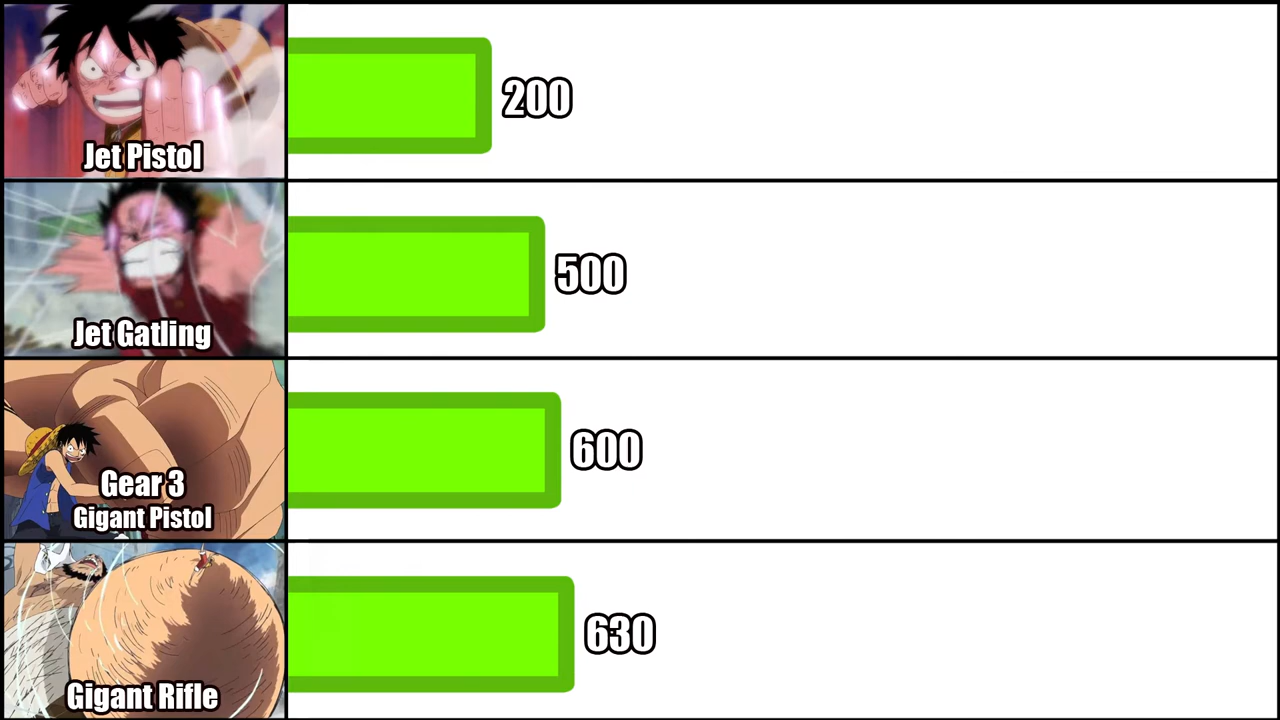 Jet Pistol
200
Jet Gatling
500
Gear 3
Gigant Pistol
600
Gigant Rifle
630